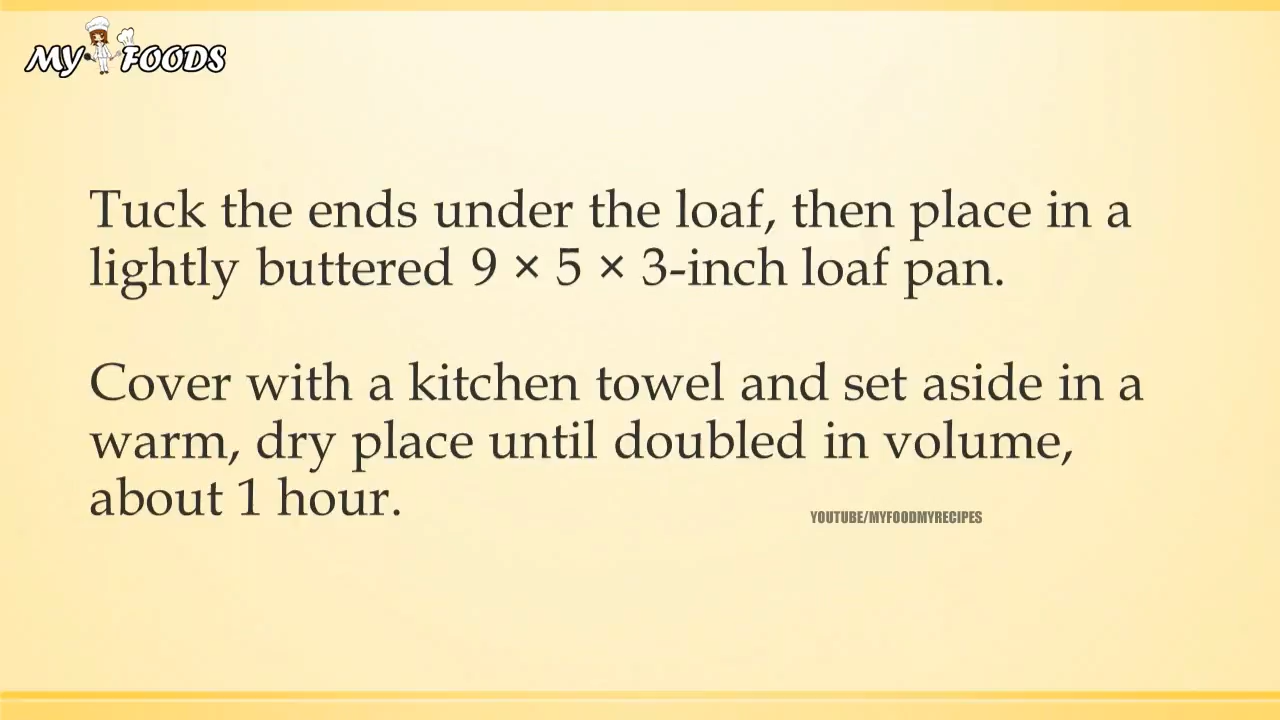 MY FOODS
Tuck the ends under the loaf, then place in a
lightly buttered 9 × 5 × 3-inch loaf pan.
Cover with a kitchen towel and set aside in a
warm, dry place until doubled in volume,
about 1 hour.
YOUTUBE/MYFOODMYRECIPES